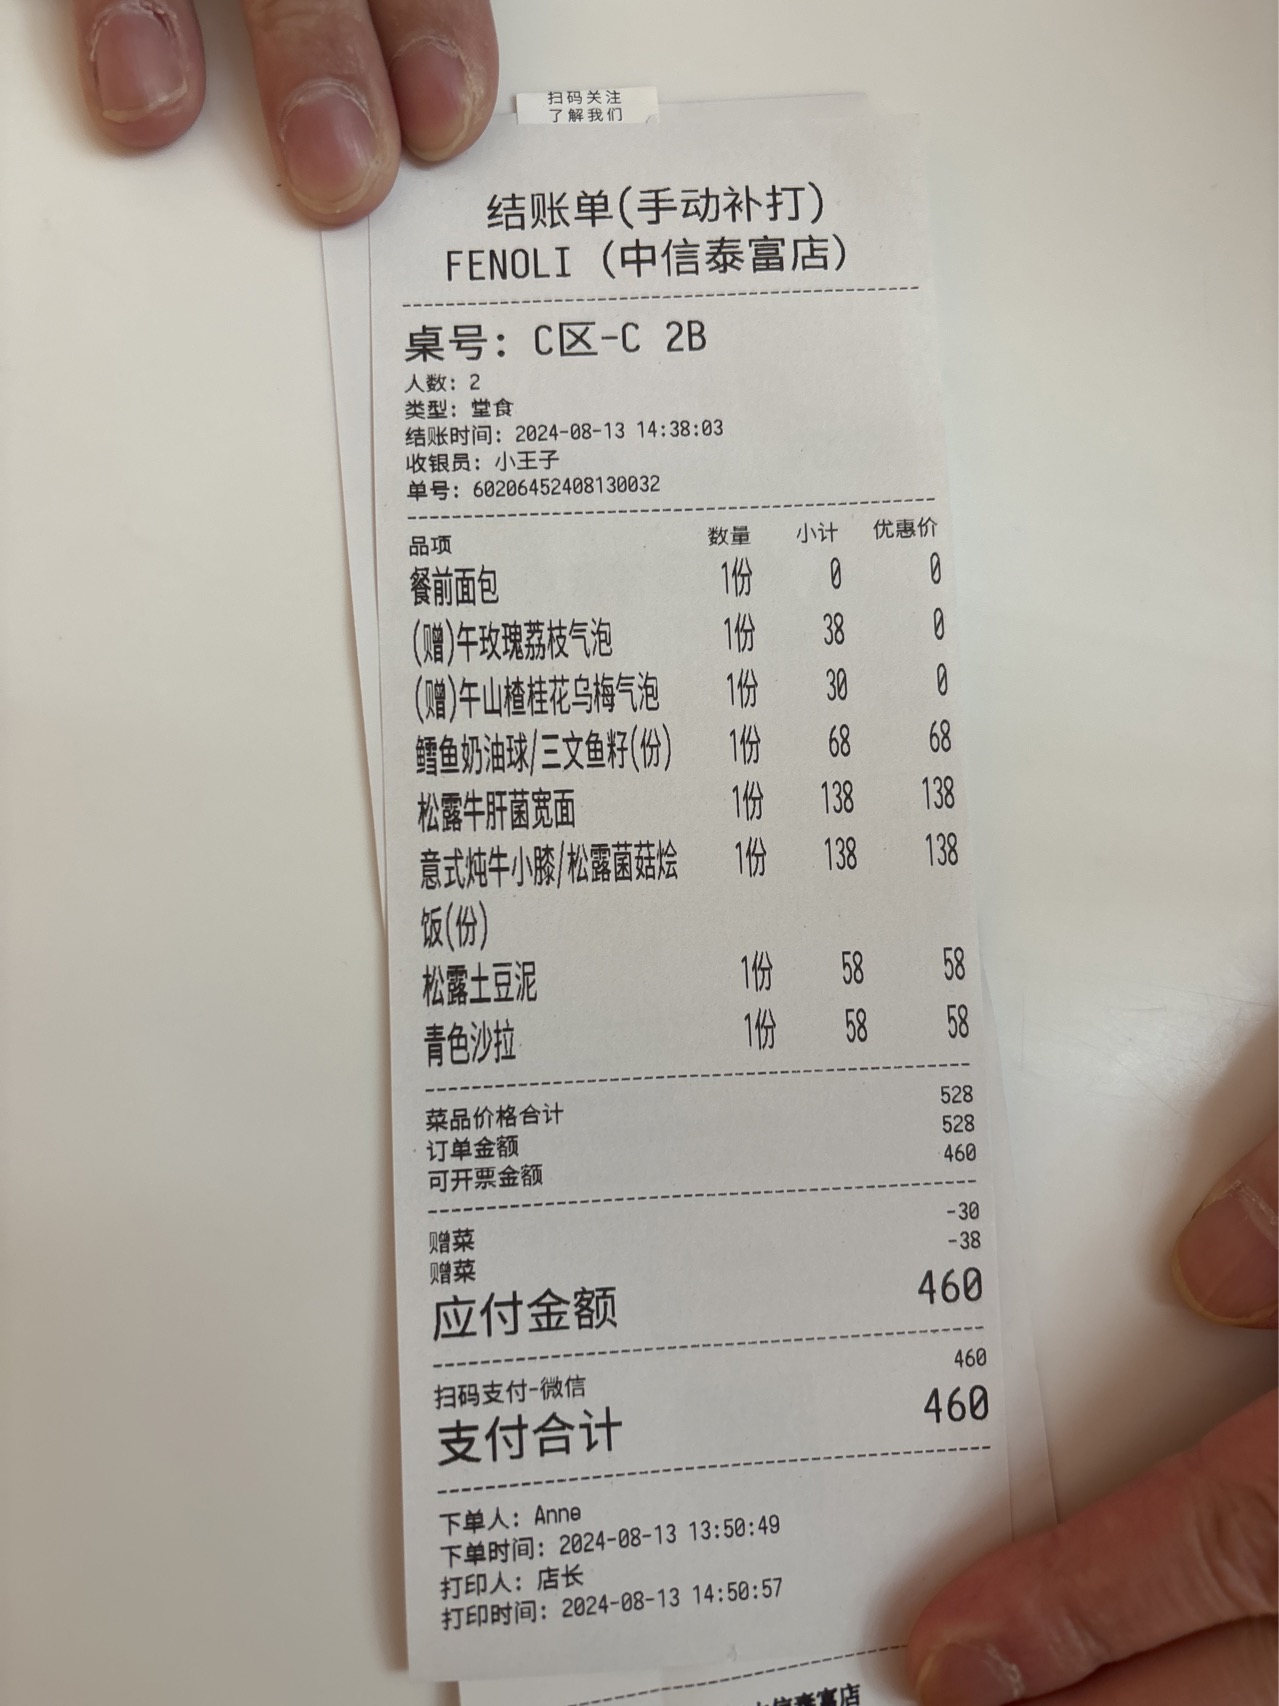 扫码关注
了解我们
结账单(手动补打)
FENOLI (中信泰富店)
桌号: C区-C 2B
人数: 2
类型: 堂食
结账时间: 2024-08-13 14:38:03
收银员: 小王子
单号: 602064524081300​32
品项 数量 小计 优惠价
餐前面包 1份 0 0
(赠)午玫瑰荔枝气泡 1份 38 0
(赠)午山楂桂花乌梅气泡 1份 30 0
鳕鱼奶油球/三文鱼籽(份) 1份 68 68
松露牛肝菌宽面 1份 138 138
意式炖牛小膝/松露菌菇烩 1份 138 138
饭(份)
松露土豆泥 1份 58 58
青色沙拉 1份 58 58
菜品价格合计 528
订单金额 528
可开票金额 460
赠菜 -30
赠菜 -38
应付金额 460
扫码支付-微信 460
支付合计 460
下单人: Anne
下单时间: 2024-08-13 13:50:49
打印人: 店长
打印时间: 2024-08-13 14:50:57
中信泰富店